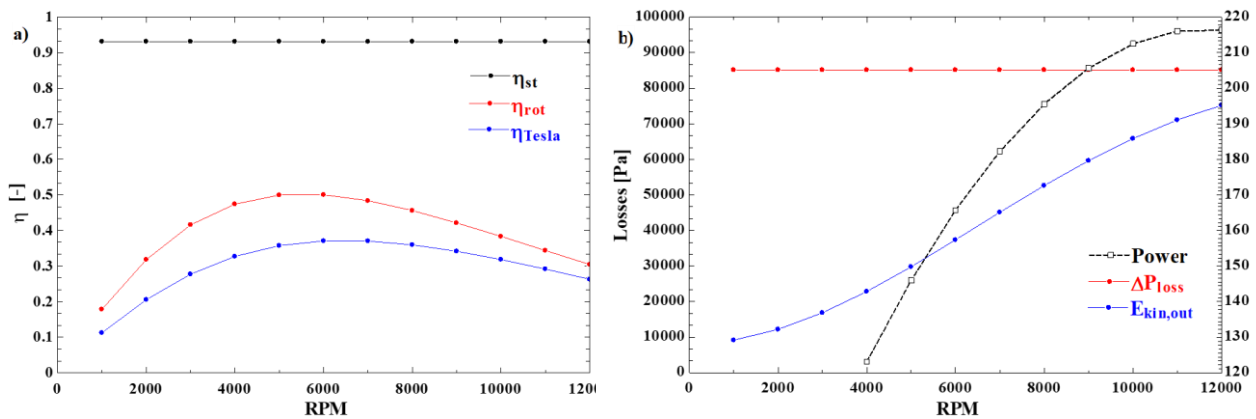 a)
1
0.9
0.8
0.7
0.6
0.5
0.4
0.3
0.2
0.1
0
η [-]
ηst
ηrot
ηTesla
0 2000 4000 6000 8000 10000 1200
RPM
b)
100000
90000
80000
70000
60000
50000
40000
30000
20000
10000
0
Losses [Pa]
220
210
200
190
180
170
160
150
140
130
120
Power
ΔPloss
Ekin,out
0 2000 4000 6000 8000 10000 12000
RPM